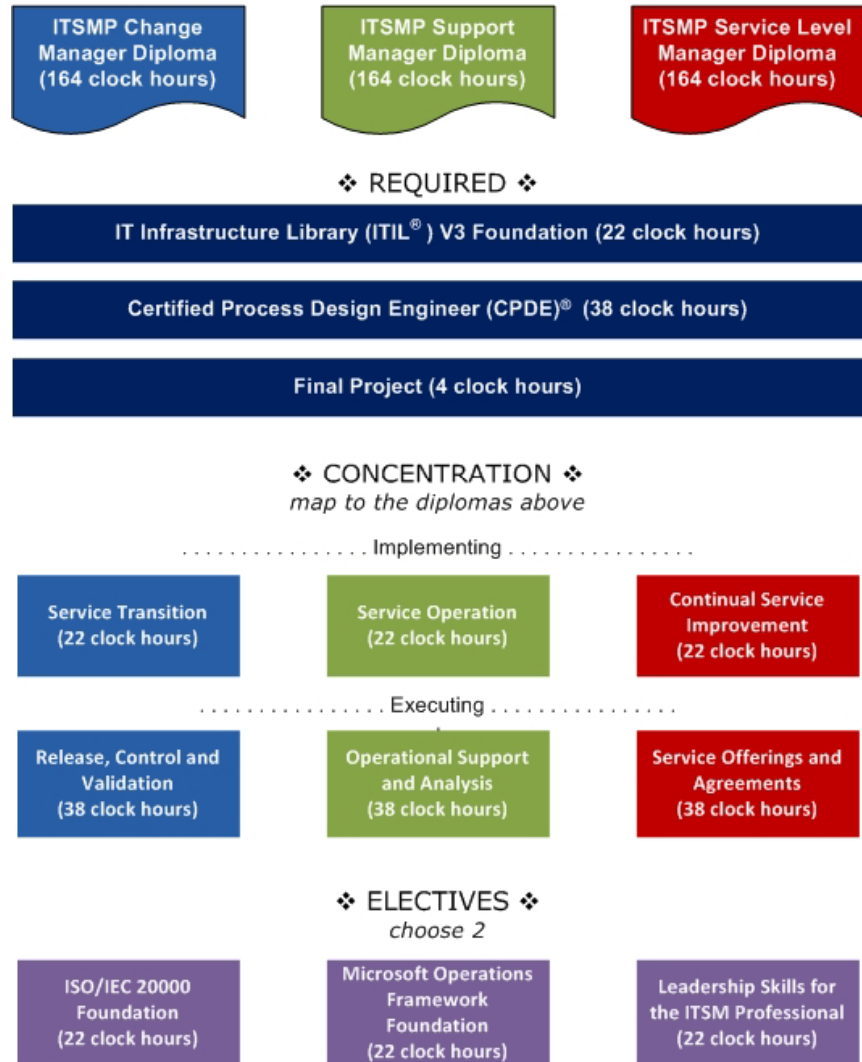 ITSMP Change
Manager Diploma
(164 clock hours)
ITSMP Support
Manager Diploma
(164 clock hours)
ITSMP Service Level
Manager Diploma
(164 clock hours)
❖ REQUIRED ❖
IT Infrastructure Library (ITIL® ) V3 Foundation (22 clock hours)
Certified Process Design Engineer (CPDE)® (38 clock hours)
Final Project (4 clock hours)
❖ CONCENTRATION ❖
map to the diplomas above
. . . . . . . . . . . . . . . . . Implementing . . . . . . . . . . . . . . . . .
Service Transition
(22 clock hours)
Service Operation
(22 clock hours)
Continual Service
Improvement
(22 clock hours)
. . . . . . . . . . . . . . . . . Executing . . . . . . . . . . . . . . . . .
Release, Control and
Validation
(38 clock hours)
Operational Support
and Analysis
(38 clock hours)
Service Offerings and
Agreements
(38 clock hours)
❖ ELECTIVES ❖
choose 2
ISO/IEC 20000
Foundation
(22 clock hours)
Microsoft Operations
Framework
Foundation
(22 clock hours)
Leadership Skills for
the ITSM Professional
(22 clock hours)